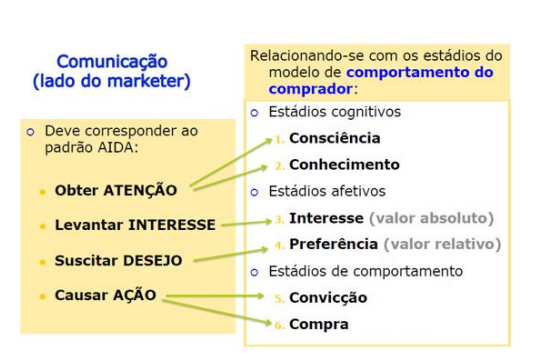 Comunicação
(lado do marketer)
Deve corresponder ao
padrão AIDA:
Obter ATENÇÃO
Levantar INTERESSE
Suscitar DESEJO
Causar AÇÃO
Relacionando-se com os estádios do
modelo de comportamento do
comprador:
Estádios cognitivos
1. Consciência
2. Conhecimento
Estádios afetivos
3. Interesse (valor absoluto)
4. Preferência (valor relativo)
Estádios de comportamento
5. Convicção
6. Compra